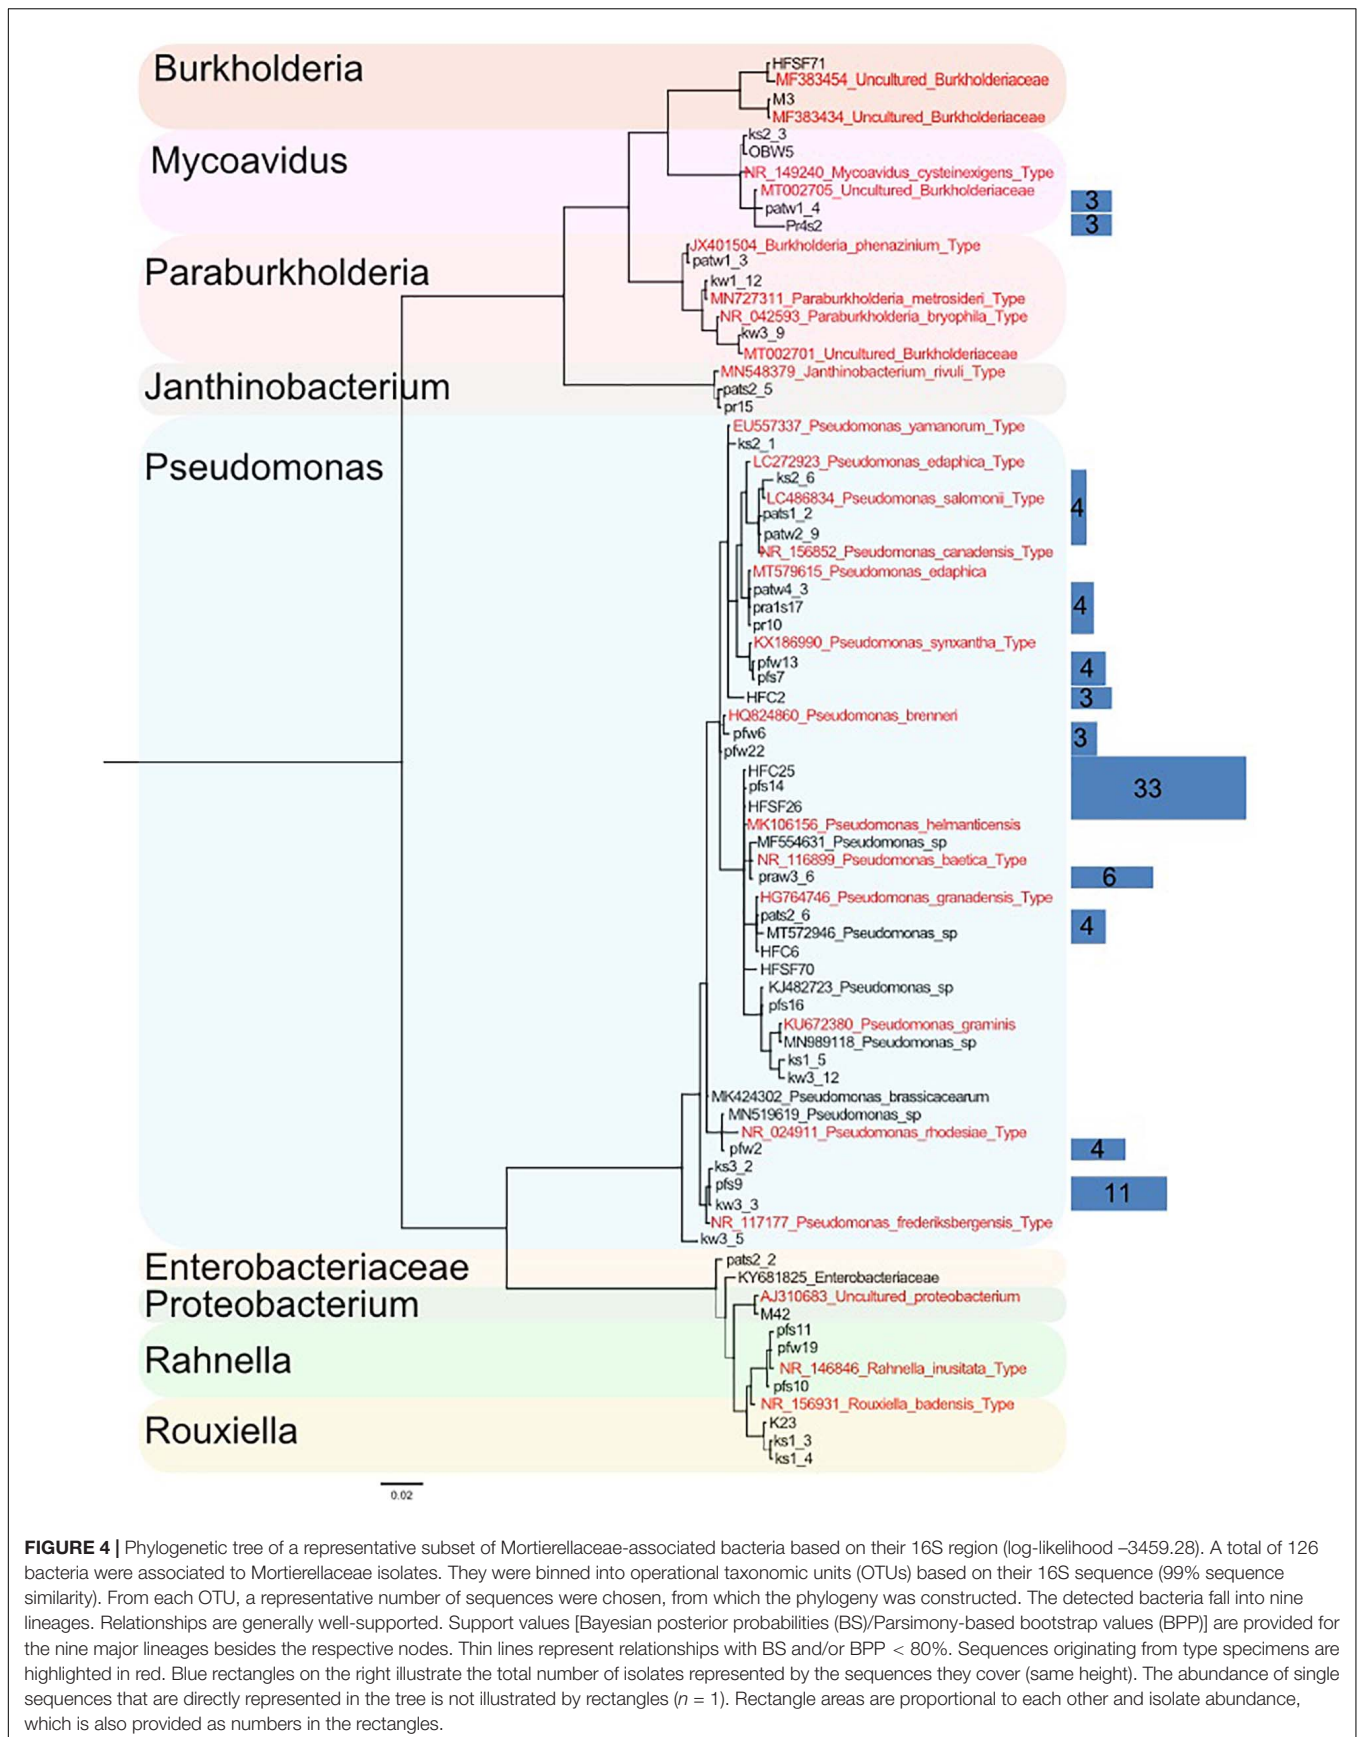 Burkholderia
HFSF71
MF383454_Uncultured_Burkholderiaceae
M3
MF383434_Uncultured_Burkholderiaceae
Mycoavidus
ks2_3
OBW5
NR_149240_Mycoavidus_cysteinexigens_Type
MT002705_Uncultured_Burkholderiaceae
patw1_4
3
Pr4s2
3
Paraburkholderia
JX401504_Burkholderia_phenazinium_Type
patw1_3
kw1_12
MN727311_Paraburkholderia_metrosideri_Type
NR_042593_Paraburkholderia_bryophila_Type
kw3_9
MT002701_Uncultured_Burkholderiaceae
Janthinobacterium
MN548379_Janthinobacterium_rivuli_Type
pats2_5
pr15
Pseudomonas
EU557337_Pseudomonas_yamanorum_Type
ks2_1
LC272923_Pseudomonas_edaphica_Type
ks2_6
LC486834_Pseudomonas_salomonii_Type
4
pats1_2
patw2_9
NR_156852_Pseudomonas_canadensis_Type
MT579615_Pseudomonas_edaphica
patw4_3
pra1s17
4
pr10
KX186990_Pseudomonas_synxantha_Type
pfw13
4
pfs7
HFC2
3
HQ824860_Pseudomonas_brenneri
pfw6
3
pfw22
HFC25
pfs14
33
HFSF26
MK106156_Pseudomonas_helmanticensis
MF554631_Pseudomonas_sp
NR_116899_Pseudomonas_baetica_Type
praw3_6
6
HG764746_Pseudomonas_granadensis_Type
pats2_6
4
MT572946_Pseudomonas_sp
HFC6
HFSF70
KJ482723_Pseudomonas_sp
pfs16
KU672380_Pseudomonas_graminis
MN989118_Pseudomonas_sp
ks1_5
kw3_12
MK424302_Pseudomonas_brassicacearum
MN519619_Pseudomonas_sp
NR_024911_Pseudomonas_rhodesiae_Type
pfw2
4
ks3_2
pfs9
11
kw3_3
NR_117177_Pseudomonas_frederiksbergensis_Type
kw3_5
Enterobacteriaceae
pats2_2
KY681825_Enterobacteriaceae
Proteobacterium
AJ310683_Uncultured_proteobacterium
M42
Rahnella
pfs11
pfw19
NR_146846_Rahnella_inusitata_Type
pfs10
Rouxiella
NR_156931_Rouxiella_badensis_Type
K23
ks1_3
ks1_4
0.02
FIGURE 4 | Phylogenetic tree of a representative subset of Mortierellaceae-associated bacteria based on their 16S region (log-likelihood –3459.28). A total of 126
bacteria were associated to Mortierellaceae isolates. They were binned into operational taxonomic units (OTUs) based on their 16S sequence (99% sequence
similarity). From each OTU, a representative number of sequences were chosen, from which the phylogeny was constructed. The detected bacteria fall into nine
lineages. Relationships are generally well-supported. Support values [Bayesian posterior probabilities (BS)/Parsimony-based bootstrap values (BPP)] are provided for
the nine major lineages besides the respective nodes. Thin lines represent relationships with BS and/or BPP < 80%. Sequences originating from type specimens are
highlighted in red. Blue rectangles on the right illustrate the total number of isolates represented by the sequences they cover (same height). The abundance of single
sequences that are directly represented in the tree is not illustrated by rectangles (n = 1). Rectangle areas are proportional to each other and isolate abundance,
which is also provided as numbers in the rectangles.